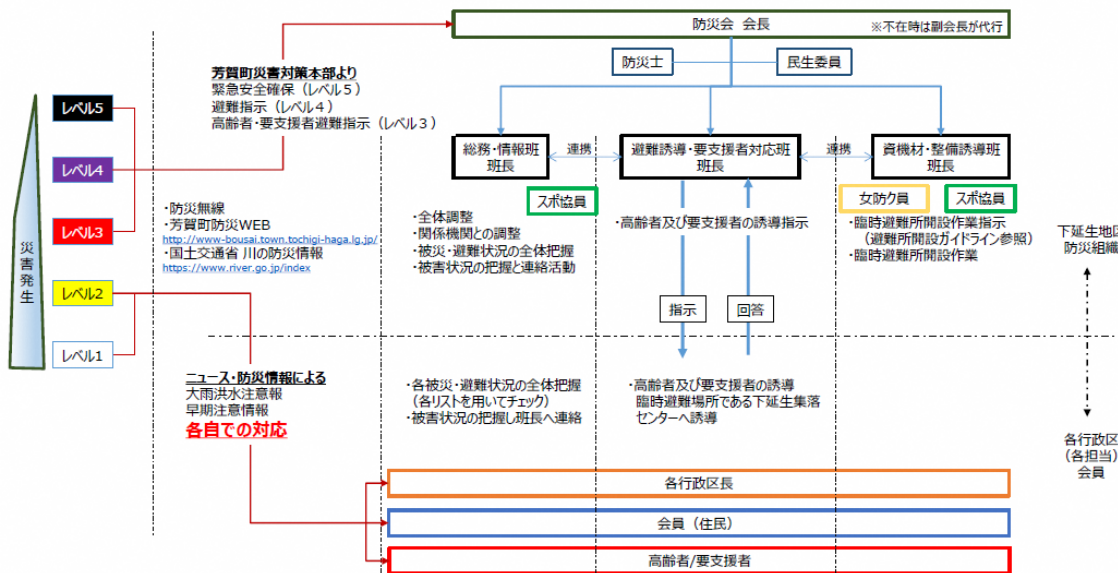 防災会 会長
※不在時は副会長が代行
防災士
民生委員
芳賀町災害対策本部より
緊急安全確保（レベル５）
避難指示（レベル４）
高齢者・要支援者避難指示（レベル３）
災害発生
レベル5
レベル4
レベル3
レベル2
レベル1
総務・情報班
班長
連携
避難誘導・要支援者対応班
班長
連携
資機材・整備誘導班
班長
スポ協員
女防ク員
スポ協員
・防災無線
・芳賀町防災WEB
http://www-bousai.town.tochigi-haga.lg.jp/
・国土交通省 川の防災情報
https://www.river.go.jp/index
・全体調整
・関係機関との調整
・被災・避難状況の全体把握
・被害状況の把握と連絡活動
・高齢者及び要支援者の誘導指示
・臨時避難所開設作業指示
（避難所開設ガイドライン参照）
・臨時避難所開設作業
下延生地区
防災組織
指示
回答
ニュース・防災情報による
大雨洪水注意報
早期注意情報
各自での対応
・各被災・避難状況の全体把握
（各リストを用いてチェック）
・被害状況の把握し班長へ連絡
・高齢者及び要支援者の誘導
臨時避難場所である下延生集落
センターへ誘導
各行政区
（各担当）
会員
各行政区長
会員（住民）
高齢者/要支援者